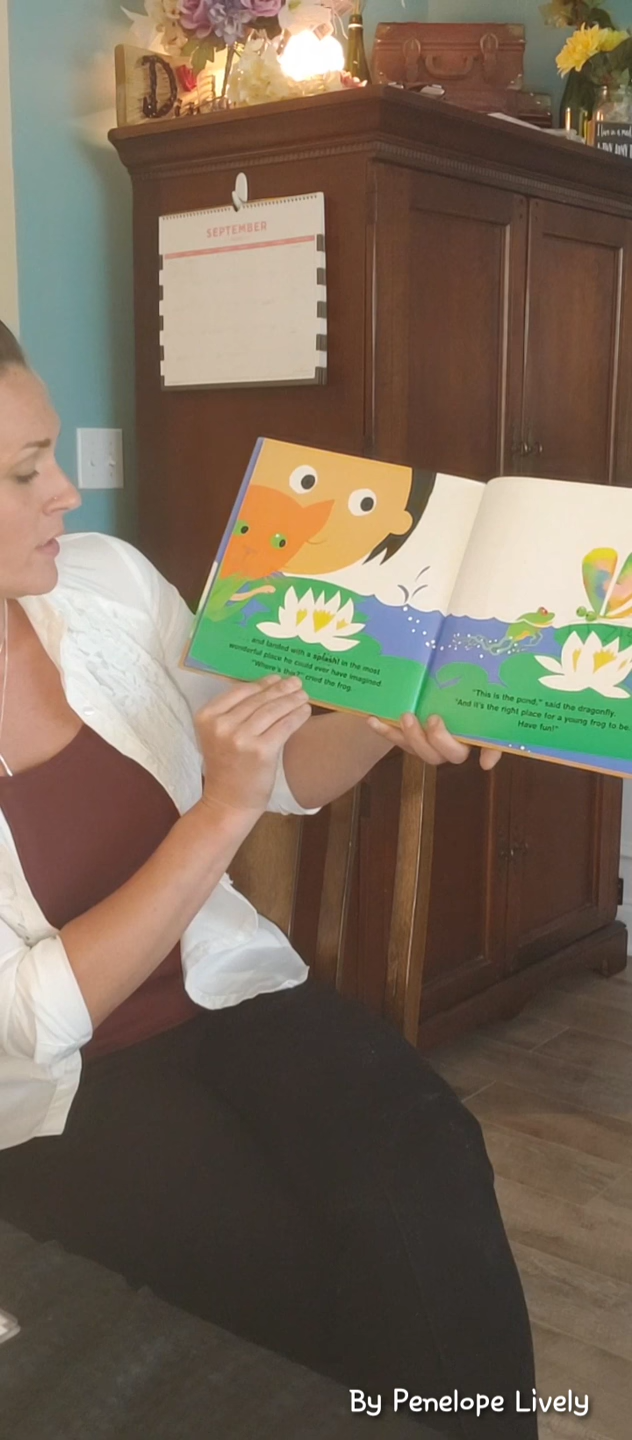 D
SEPTEMBER
and landed with a splash! in the most
wonderful place he could ever have imagined.
"Where's this?" cried the frog.
"This is the pond," said the dragonfly.
"And it's the right place for a young frog to be.
Have fun!"
By Penelope Lively